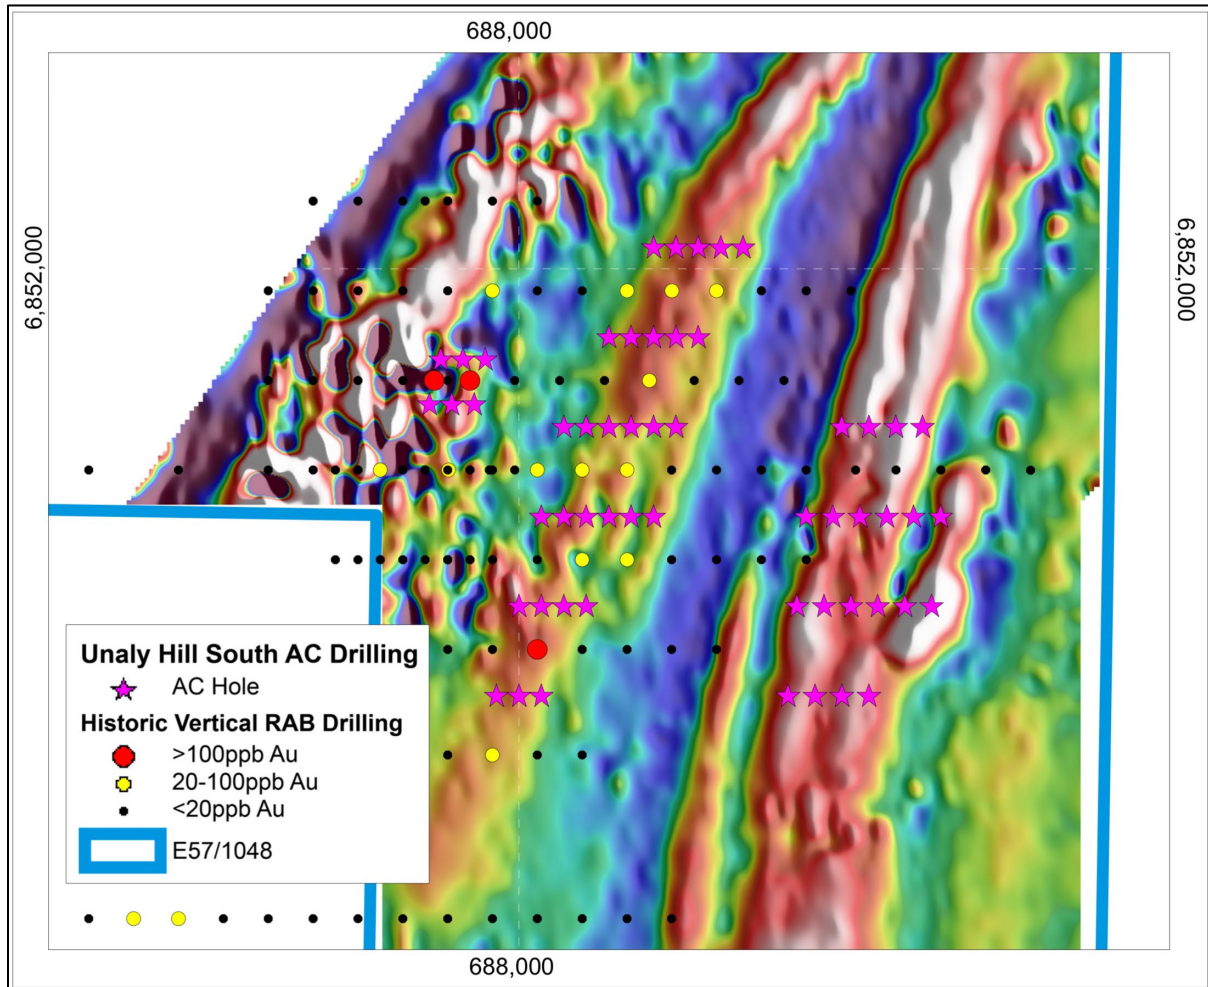 688,000
6,852,000
6,852,000
Unaly Hill South AC Drilling
AC Hole
Historic Vertical RAB Drilling
>100ppb Au
20-100ppb Au
<20ppb Au
E57/1048
688,000